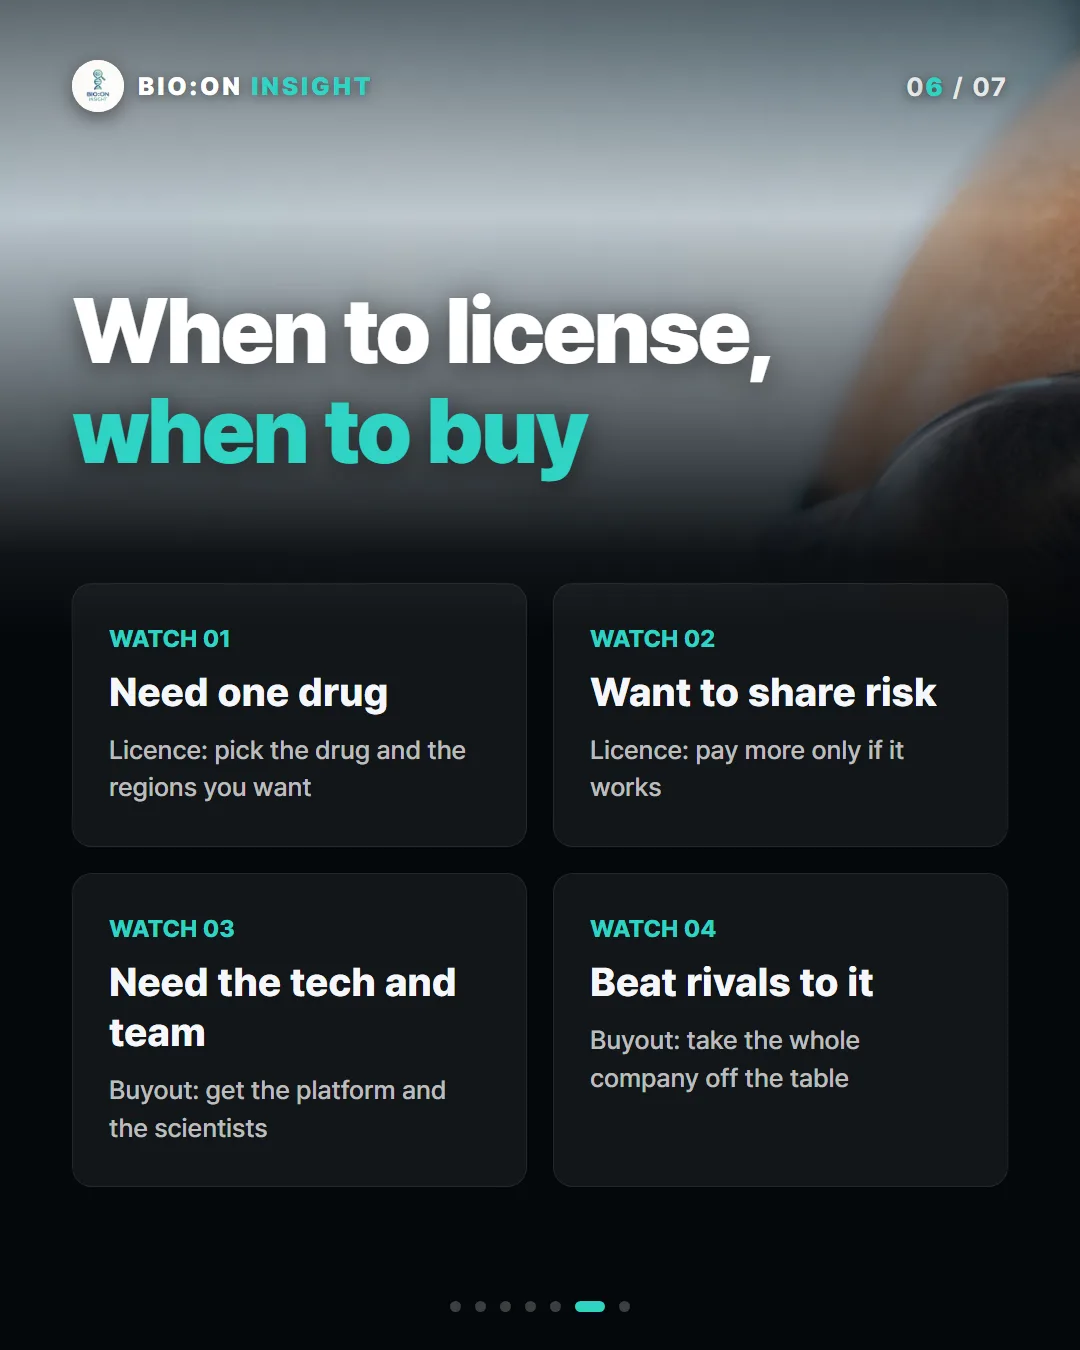 BIO:ON
INSIGHT
BIO:ON INSIGHT
06 / 07
When to license,
when to buy
WATCH 01
Need one drug
Licence: pick the drug and the
regions you want
WATCH 02
Want to share risk
Licence: pay more only if it
works
WATCH 03
Need the tech and
team
Buyout: get the platform and
the scientists
WATCH 04
Beat rivals to it
Buyout: take the whole
company off the table